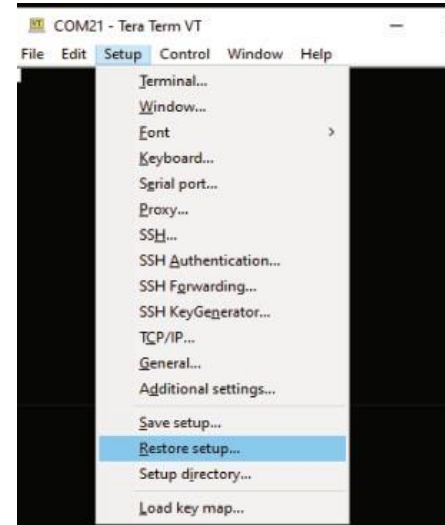 COM21 - Tera Term VT
File Edit Setup Control Window Help
Terminal...
Window...
Font
Keyboard...
Serial port...
Proxy...
SSH...
SSH Authentication...
SSH Forwarding...
SSH KeyGenerator...
TCP/IP...
General...
Additional settings...
Save setup...
Restore setup...
Setup directory...
Load key map...